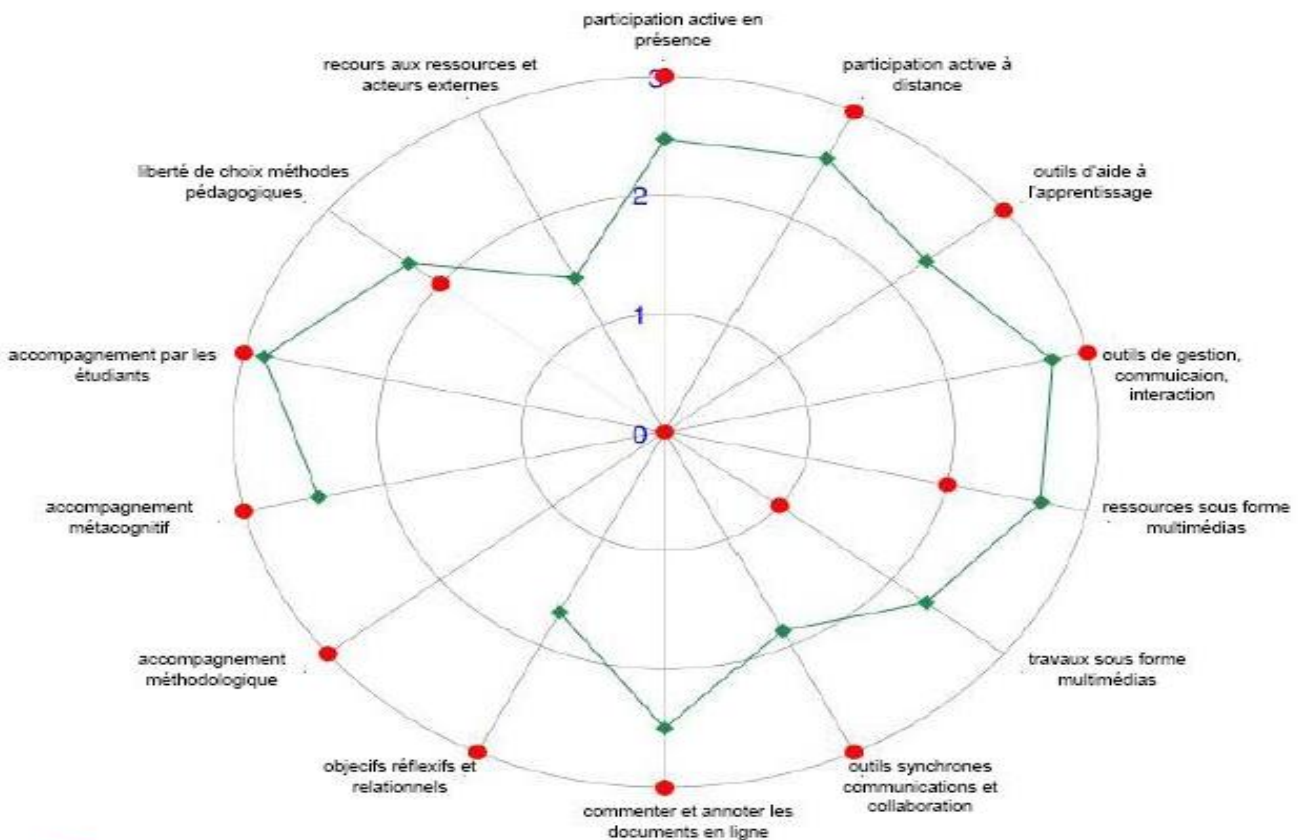 participation active en
présence
participation active à
distance
outils d'aide à
l'apprentissage
outils de gestion,
commuicaion,
interaction
ressources sous forme
multimédias
travaux sous forme
multimédias
outils synchrones
communications et
collaboration
commenter et annoter les
documents en ligne
objecifs réflexifs et
relationnels
accompagnement
méthodologique
accompagnement
métacognitif
accompagnement par les
étudiants
liberté de choix méthodes
pédagogiques
recours aux ressources et
acteurs externes
3
2
1
0